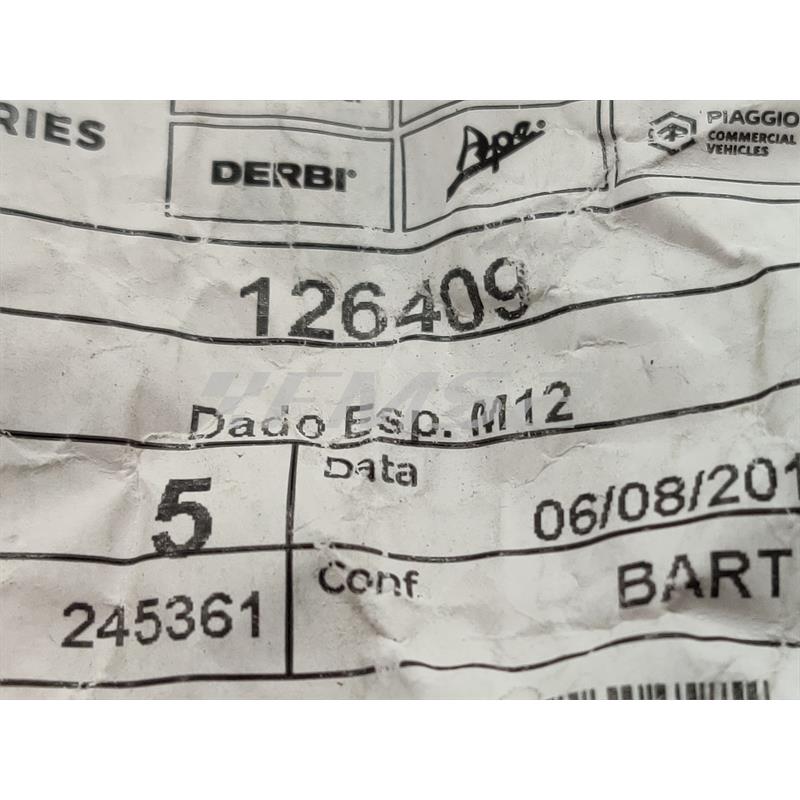 RIES
DERBI
Ape
PIAGGIO
COMMERCIAL
VEHICLES
126409
Dado Esp. M12
5
Data
06/08/201
245361
Conf.
BART